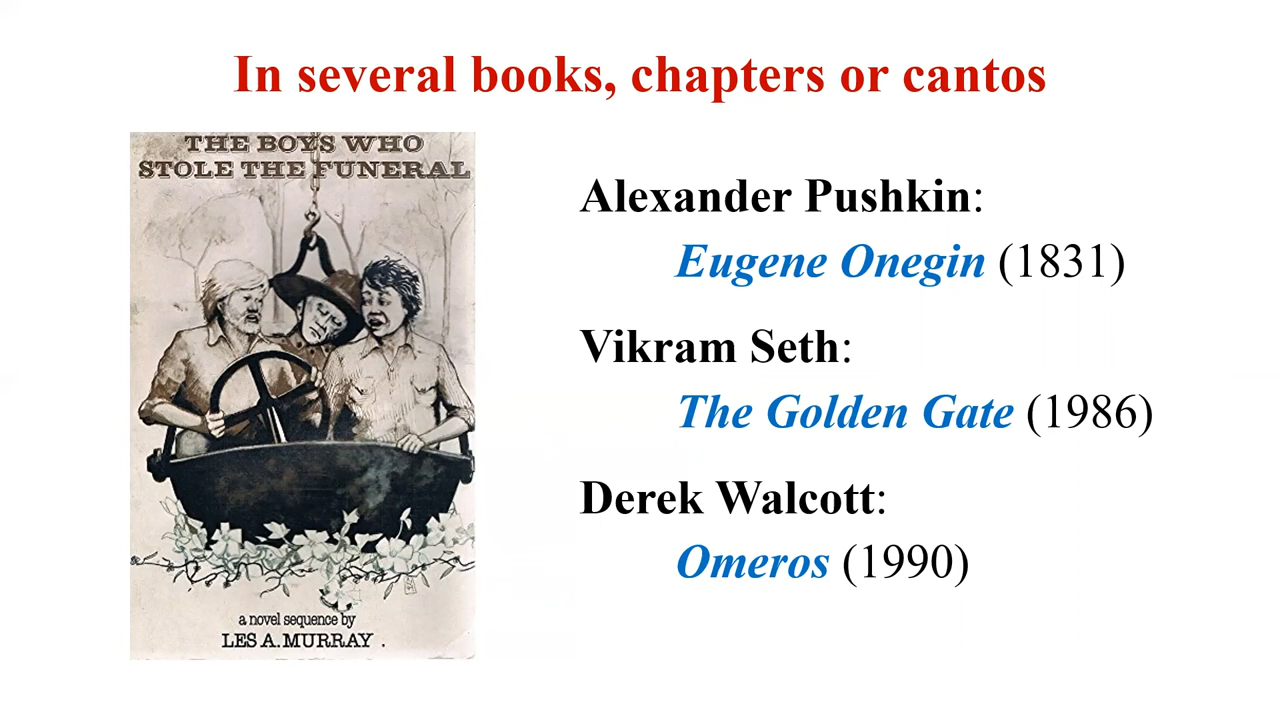 In several books, chapters or cantos
THE BOYS WHO
STOLE THE FUNERAL
a novel sequence by
LES A. MURRAY .
Alexander Pushkin:
Eugene Onegin (1831)
Vikram Seth:
The Golden Gate (1986)
Derek Walcott:
Omeros (1990)